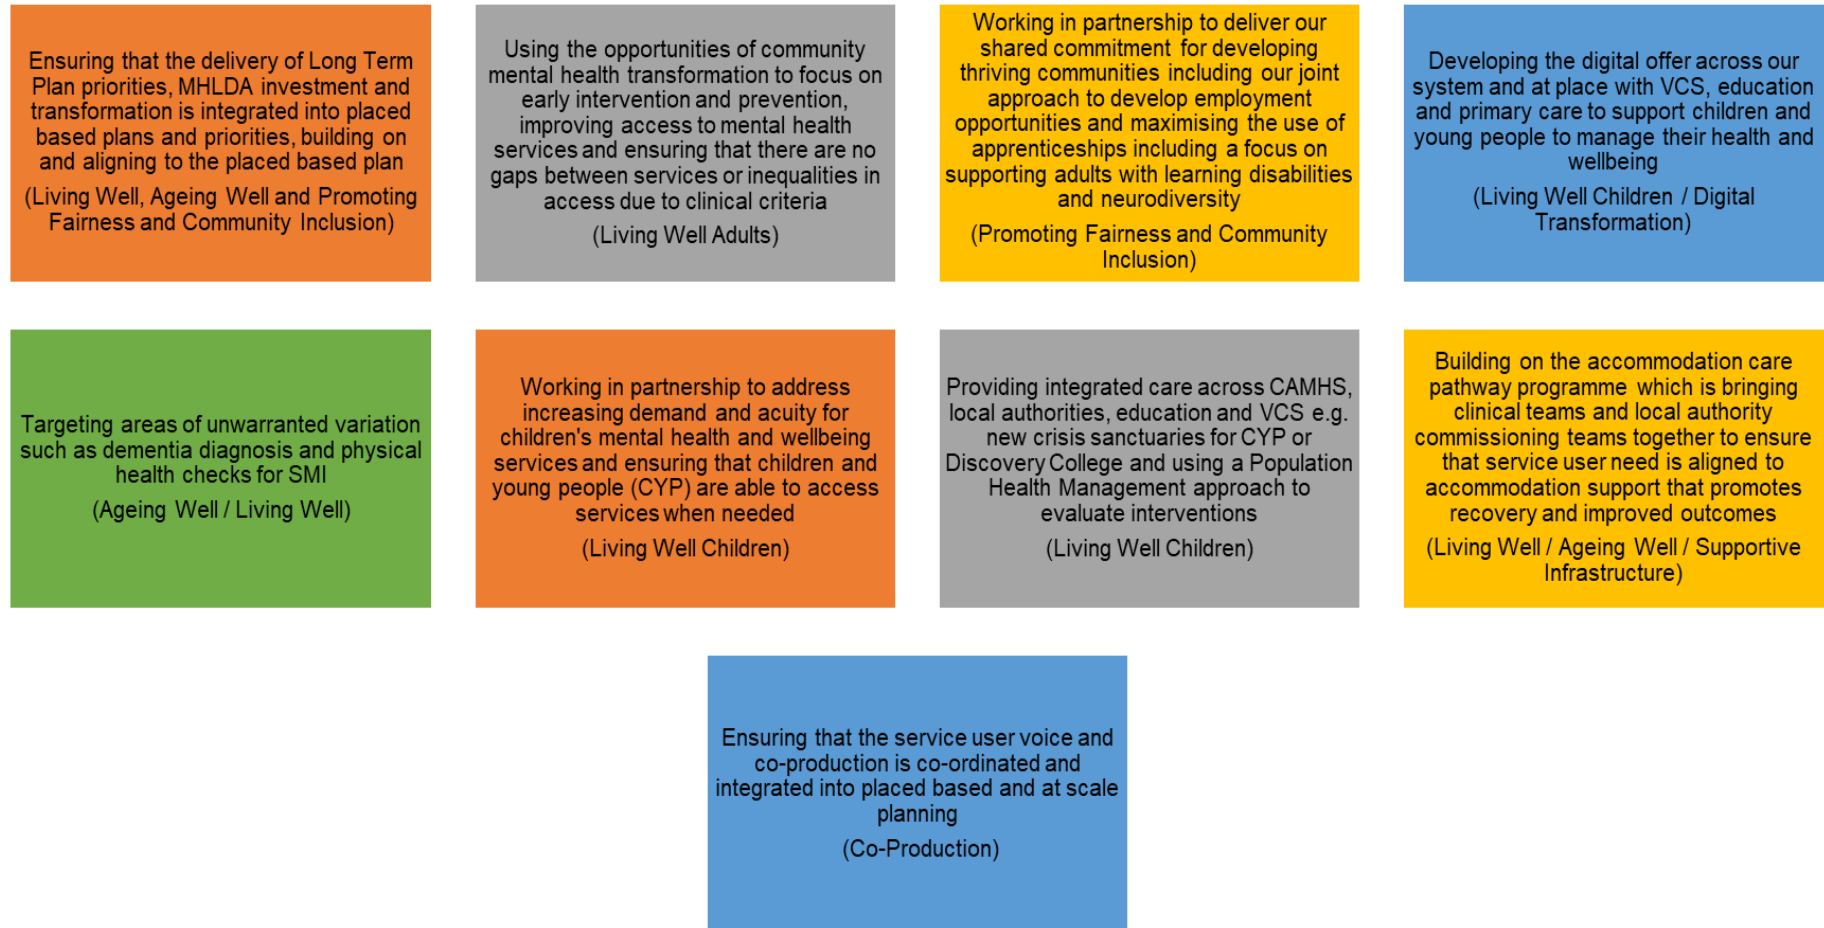 Ensuring that the delivery of Long Term
Plan priorities, MHLDA investment and
transformation is integrated into placed
based plans and priorities, building on
and aligning to the placed based plan
(Living Well, Ageing Well and Promoting
Fairness and Community Inclusion)
Using the opportunities of community
mental health transformation to focus on
early intervention and prevention,
improving access to mental health
services and ensuring that there are no
gaps between services or inequalities in
access due to clinical criteria
(Living Well Adults)
Working in partnership to deliver our
shared commitment for developing
thriving communities including our joint
approach to develop employment
opportunities and maximising the use of
apprenticeships including a focus on
supporting adults with learning disabilities
and neurodiversity
(Promoting Fairness and Community
Inclusion)
Developing the digital offer across our
system and at place with VCS, education
and primary care to support children and
young people to manage their health and
wellbeing
(Living Well Children / Digital
Transformation)
Targeting areas of unwarranted variation
such as dementia diagnosis and physical
health checks for SMI
(Ageing Well / Living Well)
Working in partnership to address
increasing demand and acuity for
children's mental health and wellbeing
services and ensuring that children and
young people (CYP) are able to access
services when needed
(Living Well Children)
Providing integrated care across CAMHS,
local authorities, education and VCS e.g.
new crisis sanctuaries for CYP or
Discovery College and using a Population
Health Management approach to
evaluate interventions
(Living Well Children)
Building on the accommodation care
pathway programme which is bringing
clinical teams and local authority
commissioning teams together to ensure
that service user need is aligned to
accommodation support that promotes
recovery and improved outcomes
(Living Well / Ageing Well / Supportive
Infrastructure)
Ensuring that the service user voice and
co-production is co-ordinated and
integrated into placed based and at scale
planning
(Co-Production)